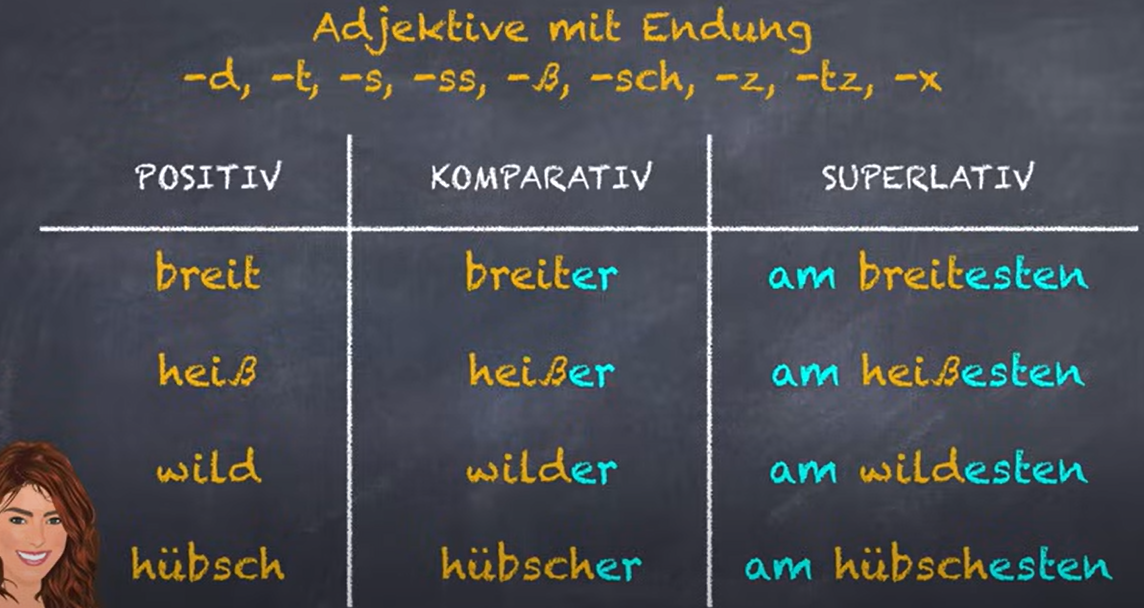 Adjektive mit Endung
-d, -t, -s, -ss, -ß, -sch, -z, -tz, -x
POSITIV KOMPARATIV SUPERLATIV
breit breiter am breitesten
heiß heißer am heißesten
wild wilder am wildesten
hübsch hübscher am hübschesten